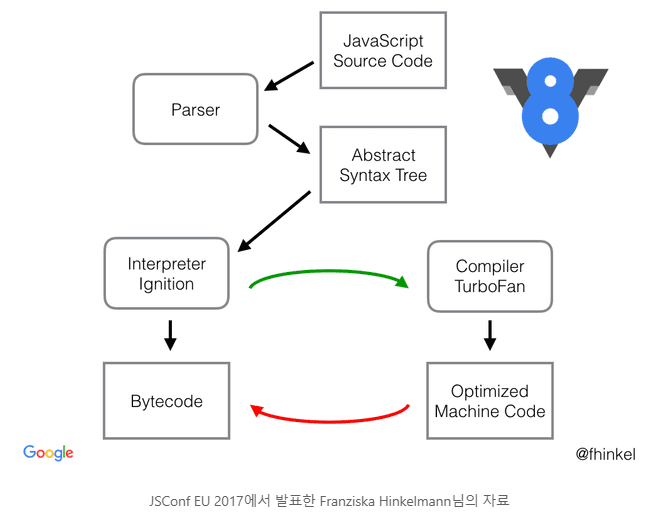 JavaScript
Source Code
Parser
Abstract
Syntax Tree
Interpreter
Ignition
Compiler
TurboFan
Bytecode
Optimized
Machine Code
Google
@fhinkel
JSConf EU 2017에서 발표한 Franziska Hinkelmann님의 자료